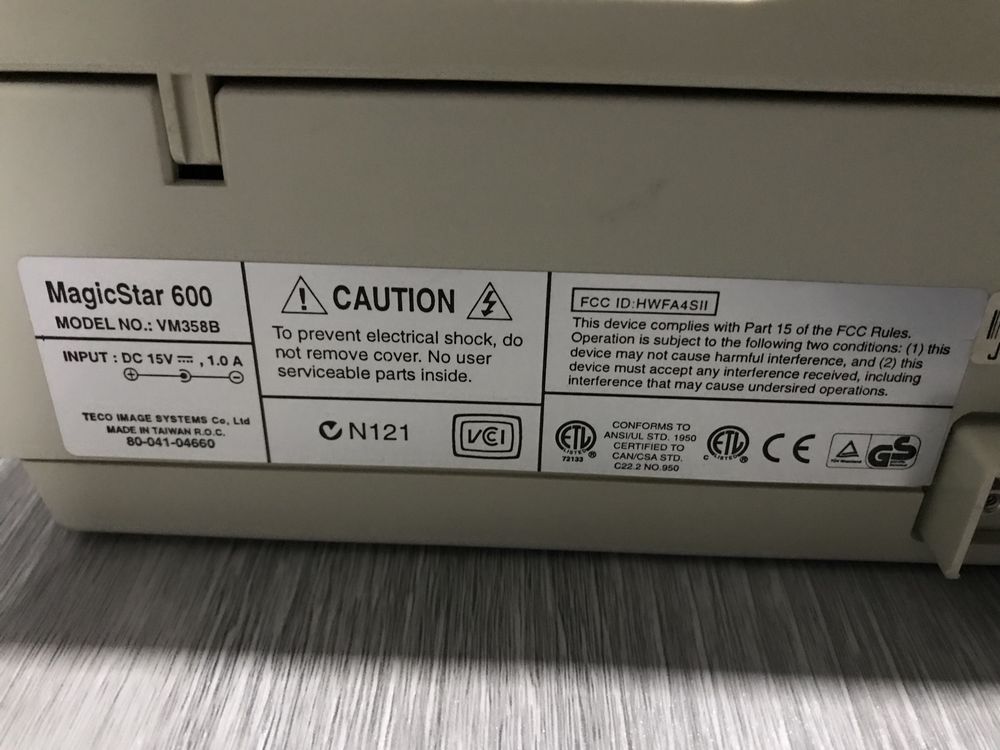 MagicStar 600
MODEL NO.: VM358B
INPUT : DC 15V ⎓ , 1.0 A
TECO IMAGE SYSTEMS Co, Ltd
MADE IN TAIWAN R.O.C.
80-041-04660
CAUTION
To prevent electrical shock, do
not remove cover. No user
serviceable parts inside.
N121
VCI
FCC ID:HWFA4SII
This device complies with Part 15 of the FCC Rules.
Operation is subject to the following two conditions: (1) this
device may not cause harmful interference, and (2) this
device must accept any interference received, including
interference that may cause undersired operations.
ETL
LISTED
72133
CONFORMS TO
ANSI/UL STD. 1950
CERTIFIED TO
CAN/CSA STD.
C22.2 NO.950
C ETL
LISTED
CE
GS